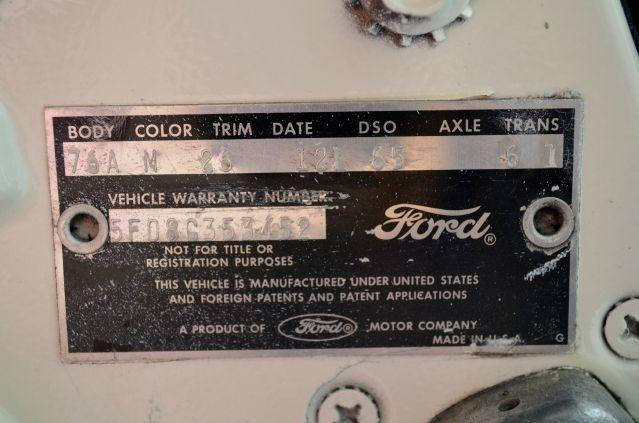 BODY COLOR TRIM DATE DSO AXLE TRANS
76A M 26 12J 65 6 1
VEHICLE WARRANTY NUMBER
Ford®
NOT FOR TITLE OR
REGISTRATION PURPOSES
THIS VEHICLE IS MANUFACTURED UNDER UNITED STATES
AND FOREIGN PATENTS AND PATENT APPLICATIONS
A PRODUCT OF Ford® MOTOR COMPANY
MADE IN U.S.A. G